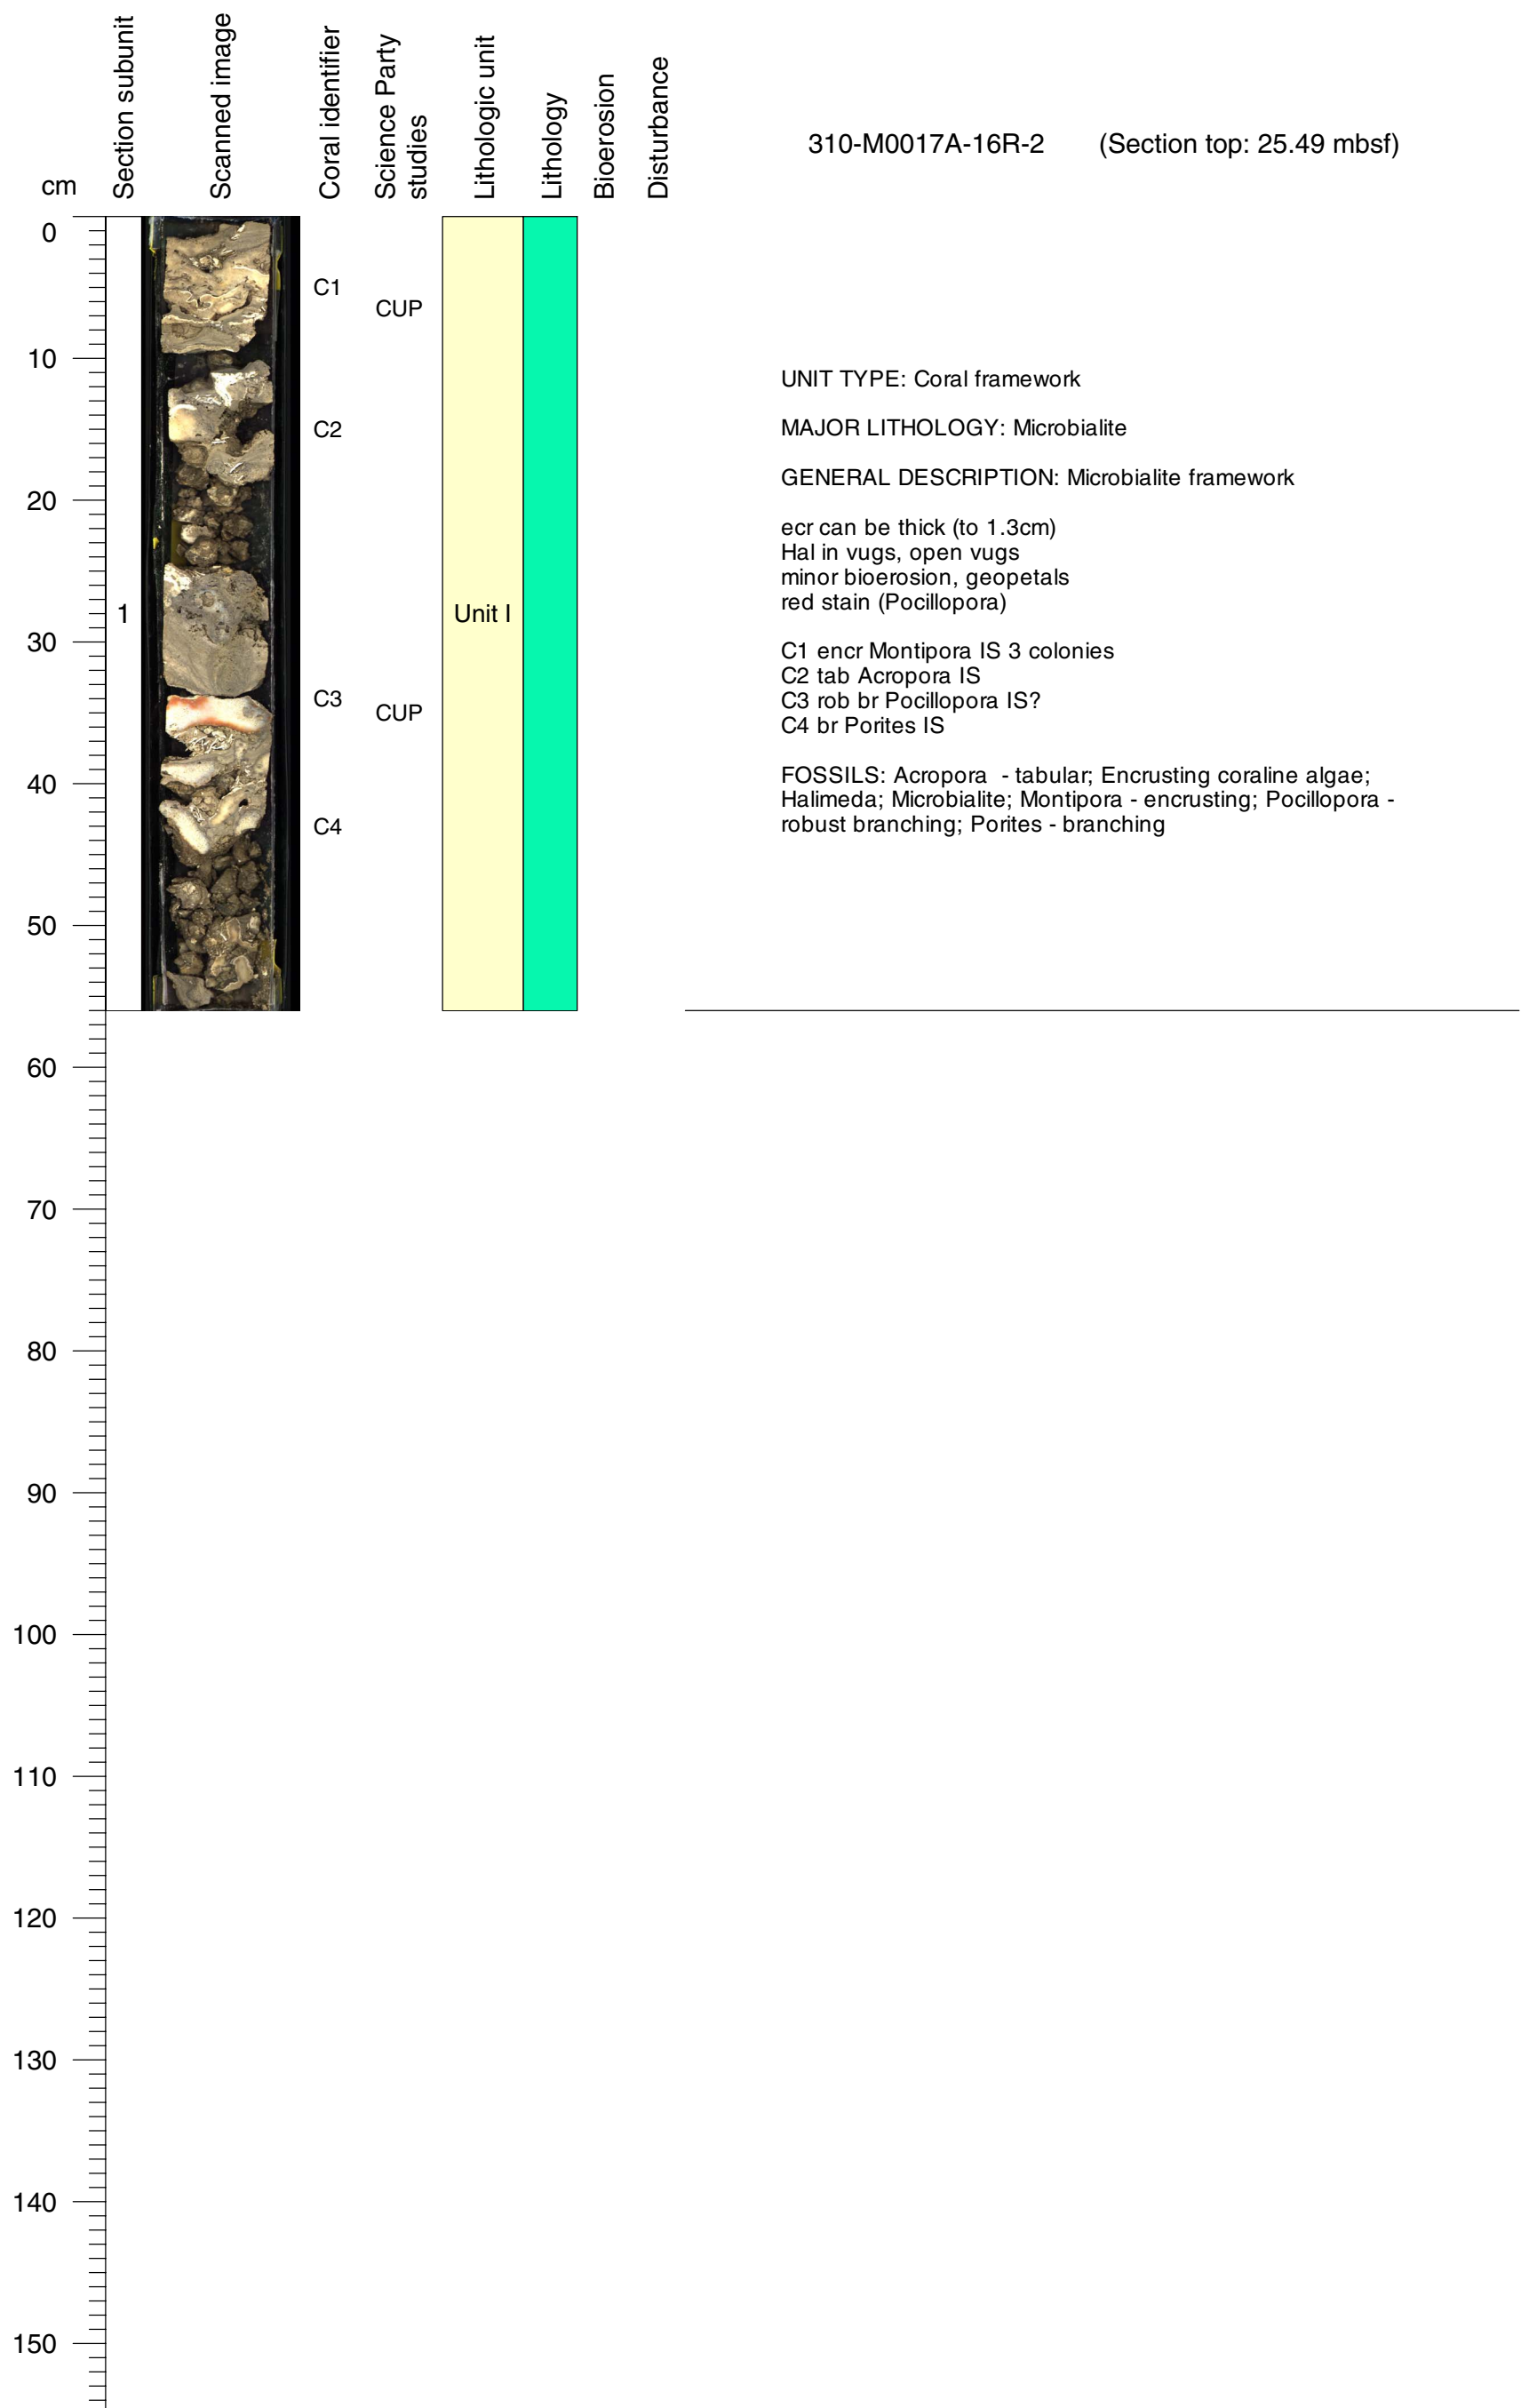 Section subunit
Scanned image
Coral identifier
Science Party
studies
Lithologic unit
Lithology
Bioerosion
Disturbance
310-M0017A-16R-2 (Section top: 25.49 mbsf)
cm
0
C1
CUP
10
UNIT TYPE: Coral framework
MAJOR LITHOLOGY: Microbialite
C2
GENERAL DESCRIPTION: Microbialite framework
20
ecr can be thick (to 1.3cm)
Hal in vugs, open vugs
minor bioerosion, geopetals
red stain (Pocillopora)
1
Unit I
30
C1 encr Montipora IS 3 colonies
C2 tab Acropora IS
C3 rob br Pocillopora IS?
C4 br Porites IS
C3
CUP
40
FOSSILS: Acropora - tabular; Encrusting coraline algae;
Halimeda; Microbialite; Montipora - encrusting; Pocillopora -
robust branching; Porites - branching
C4
50
60
70
80
90
100
110
120
130
140
150